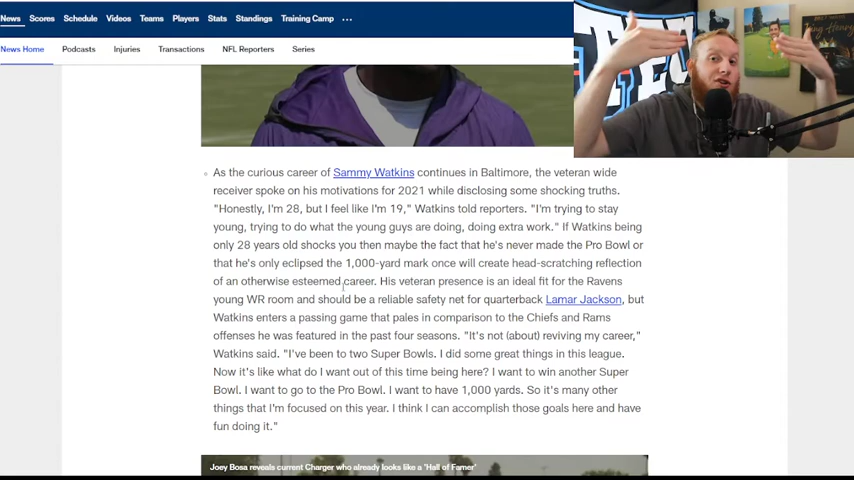 News Scores Schedule Videos Teams Players Stats Standings Training Camp ...
News Home Podcasts Injuries Transactions NFL Reporters Series
As the curious career of Sammy Watkins continues in Baltimore, the veteran wide
receiver spoke on his motivations for 2021 while disclosing some shocking truths.
"Honestly, I'm 28, but I feel like I'm 19," Watkins told reporters. "I'm trying to stay
young, trying to do what the young guys are doing, doing extra work." If Watkins being
only 28 years old shocks you then maybe the fact that he's never made the Pro Bowl or
that he's only eclipsed the 1,000-yard mark once will create head-scratching reflection
of an otherwise esteemed career. His veteran presence is an ideal fit for the Ravens
young WR room and should be a reliable safety net for quarterback Lamar Jackson, but
Watkins enters a passing game that pales in comparison to the Chiefs and Rams
offenses he was featured in the past four seasons. "It's not (about) reviving my career,"
Watkins said. "I've been to two Super Bowls. I did some great things in this league.
Now it's like what do I want out of this time being here? I want to win another Super
Bowl. I want to go to the Pro Bowl. I want to have 1,000 yards. So it's many other
things that I'm focused on this year. I think I can accomplish those goals here and have
fun doing it."
Joey Bosa reveals current Charger who already looks like a 'Hall of Famer'